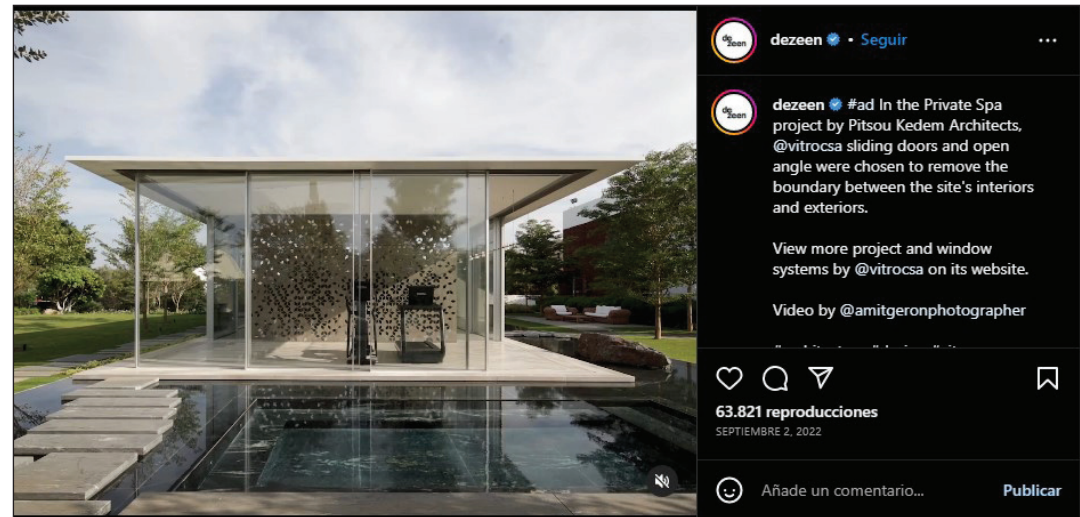 dezeen
dezeen • Seguir
dezeen
dezeen #ad In the Private Spa
project by Pitsou Kedem Architects,
@vitrocsa sliding doors and open
angle were chosen to remove the
boundary between the site's interiors
and exteriors.
View more project and window
systems by @vitrocsa on its website.
Video by @amitgeronphotographer
63.821 reproducciones
SEPTIEMBRE 2, 2022
Añade un comentario...
Publicar